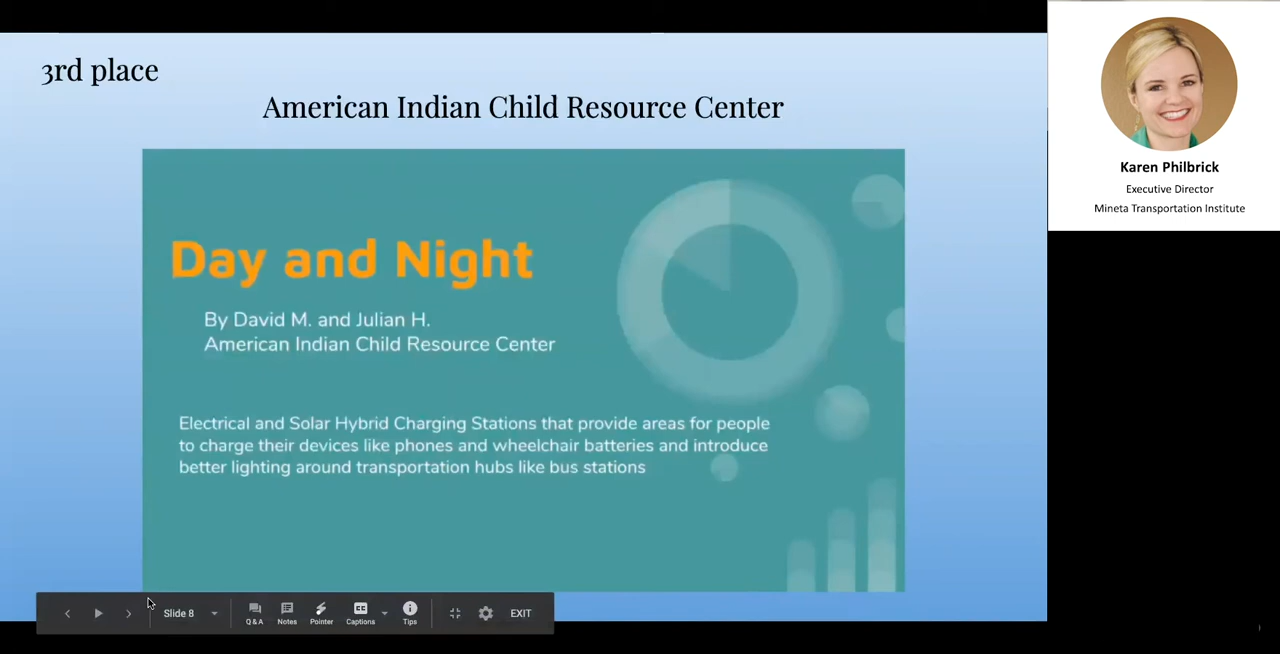 3rd place
American Indian Child Resource Center
Day and Night
By David M. and Julian H.
American Indian Child Resource Center
Electrical and Solar Hybrid Charging Stations that provide areas for people
to charge their devices like phones and wheelchair batteries and introduce
better lighting around transportation hubs like bus stations
Karen Philbrick
Executive Director
Mineta Transportation Institute
Slide 8
Q & A
Notes
Pointer
CC
Captions
Tips
EXIT